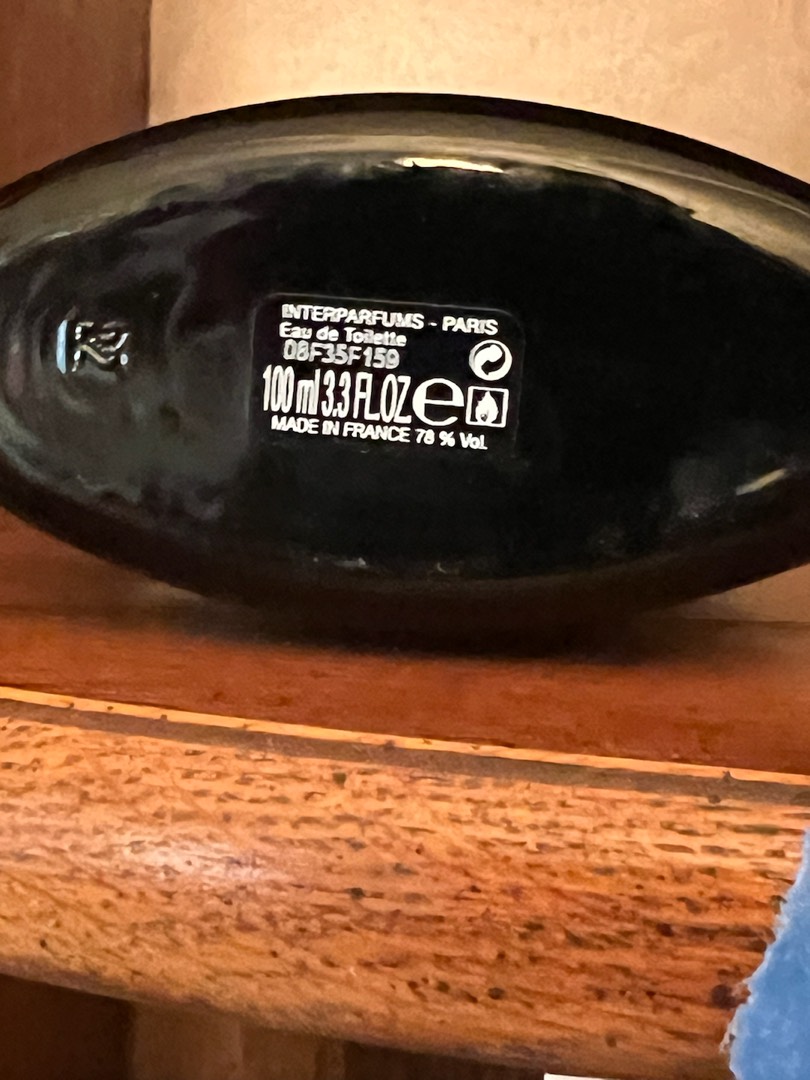 INTERPARFUMS - PARIS
Eau de Toilette
08F35F159
100 ml 3.3 FL.OZ e
MADE IN FRANCE 78 % Vol.